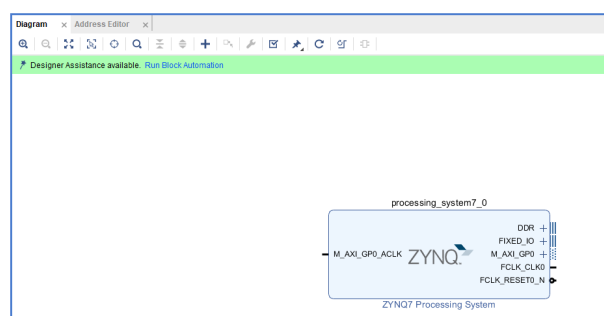 Diagram × Address Editor ×
Designer Assistance available. Run Block Automation
processing_system7_0
DDR
FIXED_IO
M_AXI_GP0_ACLK ZYNQ M_AXI_GP0
FCLK_CLK0
FCLK_RESET0_N
ZYNQ7 Processing System